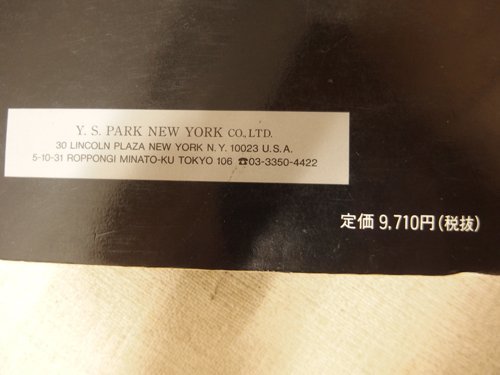 Y. S. PARK NEW YORK CO., LTD.
30 LINCOLN PLAZA NEW YORK N. Y. 10023 U. S. A.
5-10-31 ROPPONGI MINATO-KU TOKYO 106 ☎03-3350-4422
定価 9,710円(税抜)